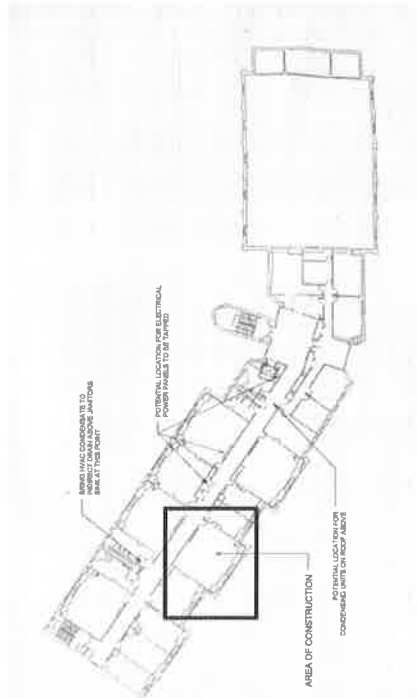 BRING HVAC CONDENSATE TO
INDIRECT DRAIN ABOVE JANITORS
SINK AT THIS POINT
POTENTIAL LOCATION FOR ELECTRICAL
POWER PANELS TO BE TAPPED
AREA OF CONSTRUCTION
POTENTIAL LOCATION FOR
CONDENSING UNITS ON ROOF ABOVE